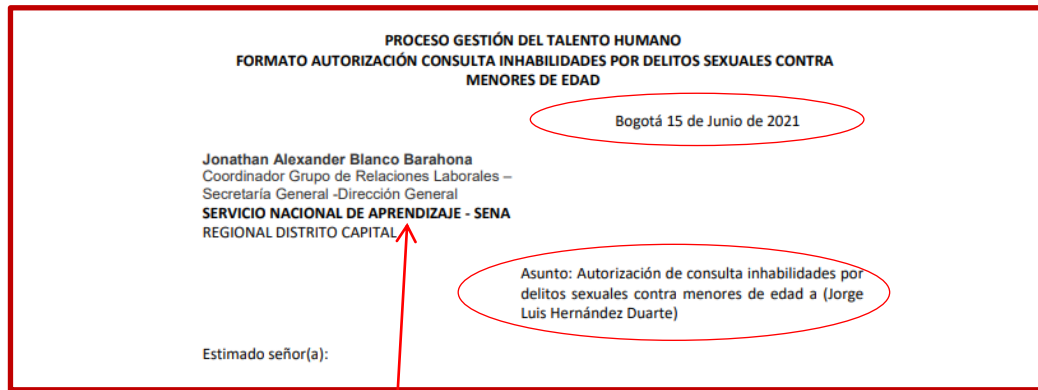 PROCESO GESTIÓN DEL TALENTO HUMANO
FORMATO AUTORIZACIÓN CONSULTA INHABILIDADES POR DELITOS SEXUALES CONTRA
MENORES DE EDAD
Bogotá 15 de Junio de 2021
Jonathan Alexander Blanco Barahona
Coordinador Grupo de Relaciones Laborales –
Secretaría General -Dirección General
SERVICIO NACIONAL DE APRENDIZAJE - SENA
REGIONAL DISTRITO CAPITAL
Asunto: Autorización de consulta inhabilidades por
delitos sexuales contra menores de edad a (Jorge
Luis Hernández Duarte)
Estimado señor(a):